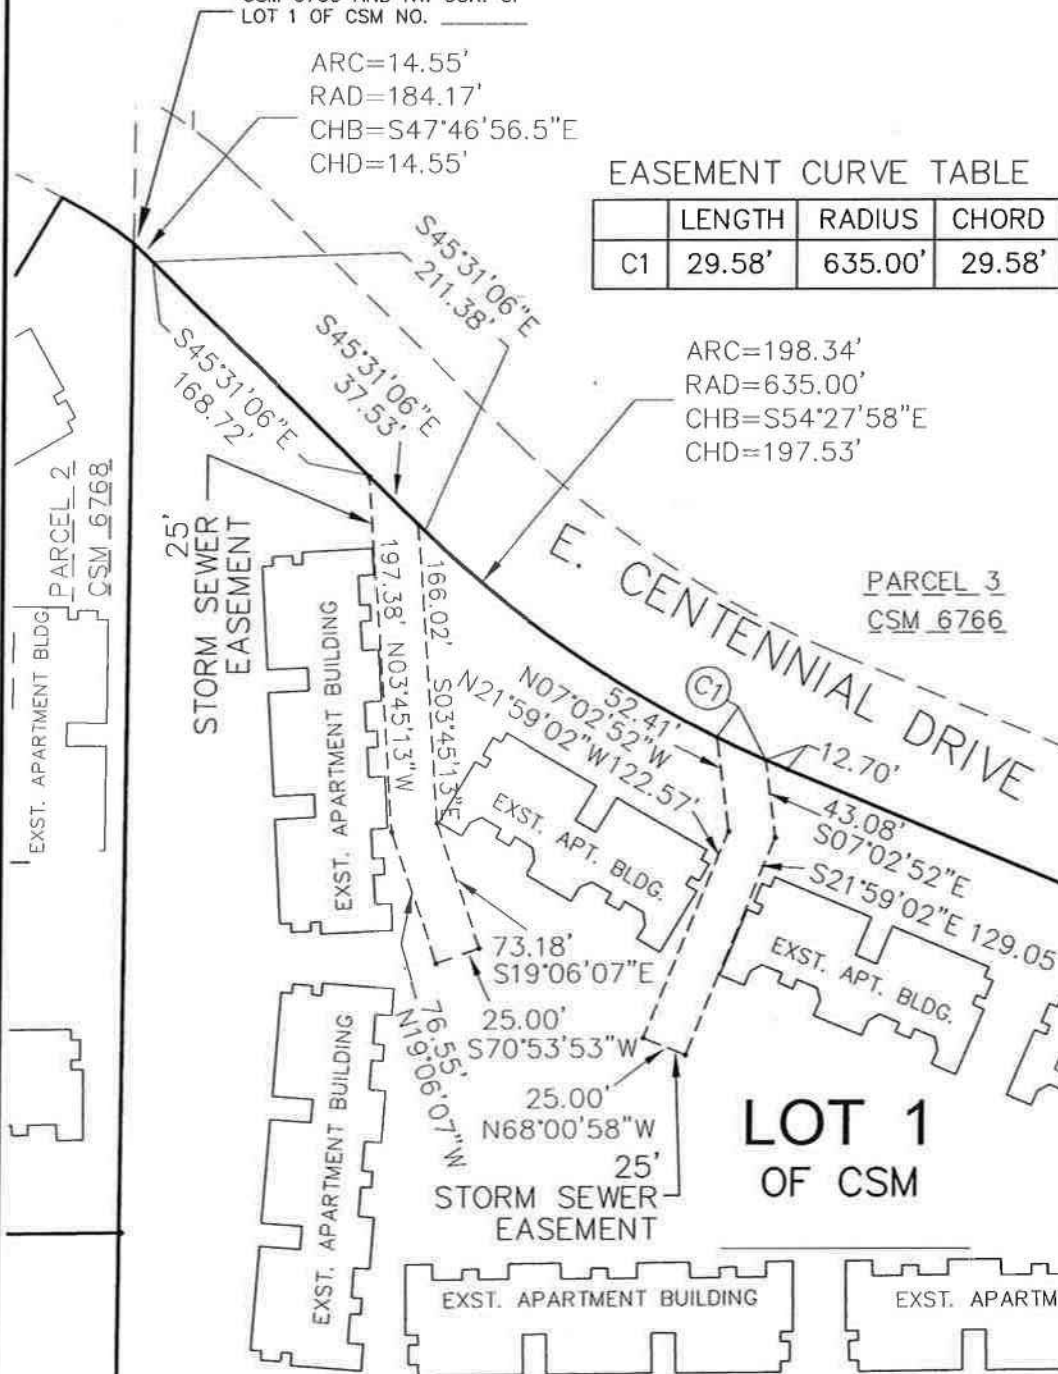 LOT 1 OF CSM NO.
ARC=14.55'
RAD=184.17'
CHB=S47°46'56.5"E
CHD=14.55'
EASEMENT CURVE TABLE
LENGTH RADIUS CHORD
C1 29.58' 635.00' 29.58'
S45°31'06"E
211.38'
S45°31'06"E
37.53'
S45°31'06"E
168.72'
ARC=198.34'
RAD=635.00'
CHB=S54°27'58"E
CHD=197.53'
PARCEL 2
CSM 6768
25'
STORM SEWER
EASEMENT
E. CENTENNIAL DRIVE
PARCEL 3
CSM 6766
EXST. APARTMENT BLDG
EXST. APARTMENT BUILDING
197.38' N03°45'13"W
166.02' S03°45'13"E
C1
52.41'
N07°02'52"W
N21°59'02"W 122.57'
12.70'
43.08'
S07°02'52"E
S21°59'02"E 129.05
EXST. APT. BLDG.
EXST. APT. BLDG.
73.18'
S19°06'07"E
25.00'
S70°53'53"W
76.55'
N19°06'07"W
25.00'
N68°00'58"W
25'
STORM SEWER
EASEMENT
LOT 1
OF CSM
EXST. APARTMENT BUILDING
EXST. APARTMENT BUILDING
EXST. APARTM